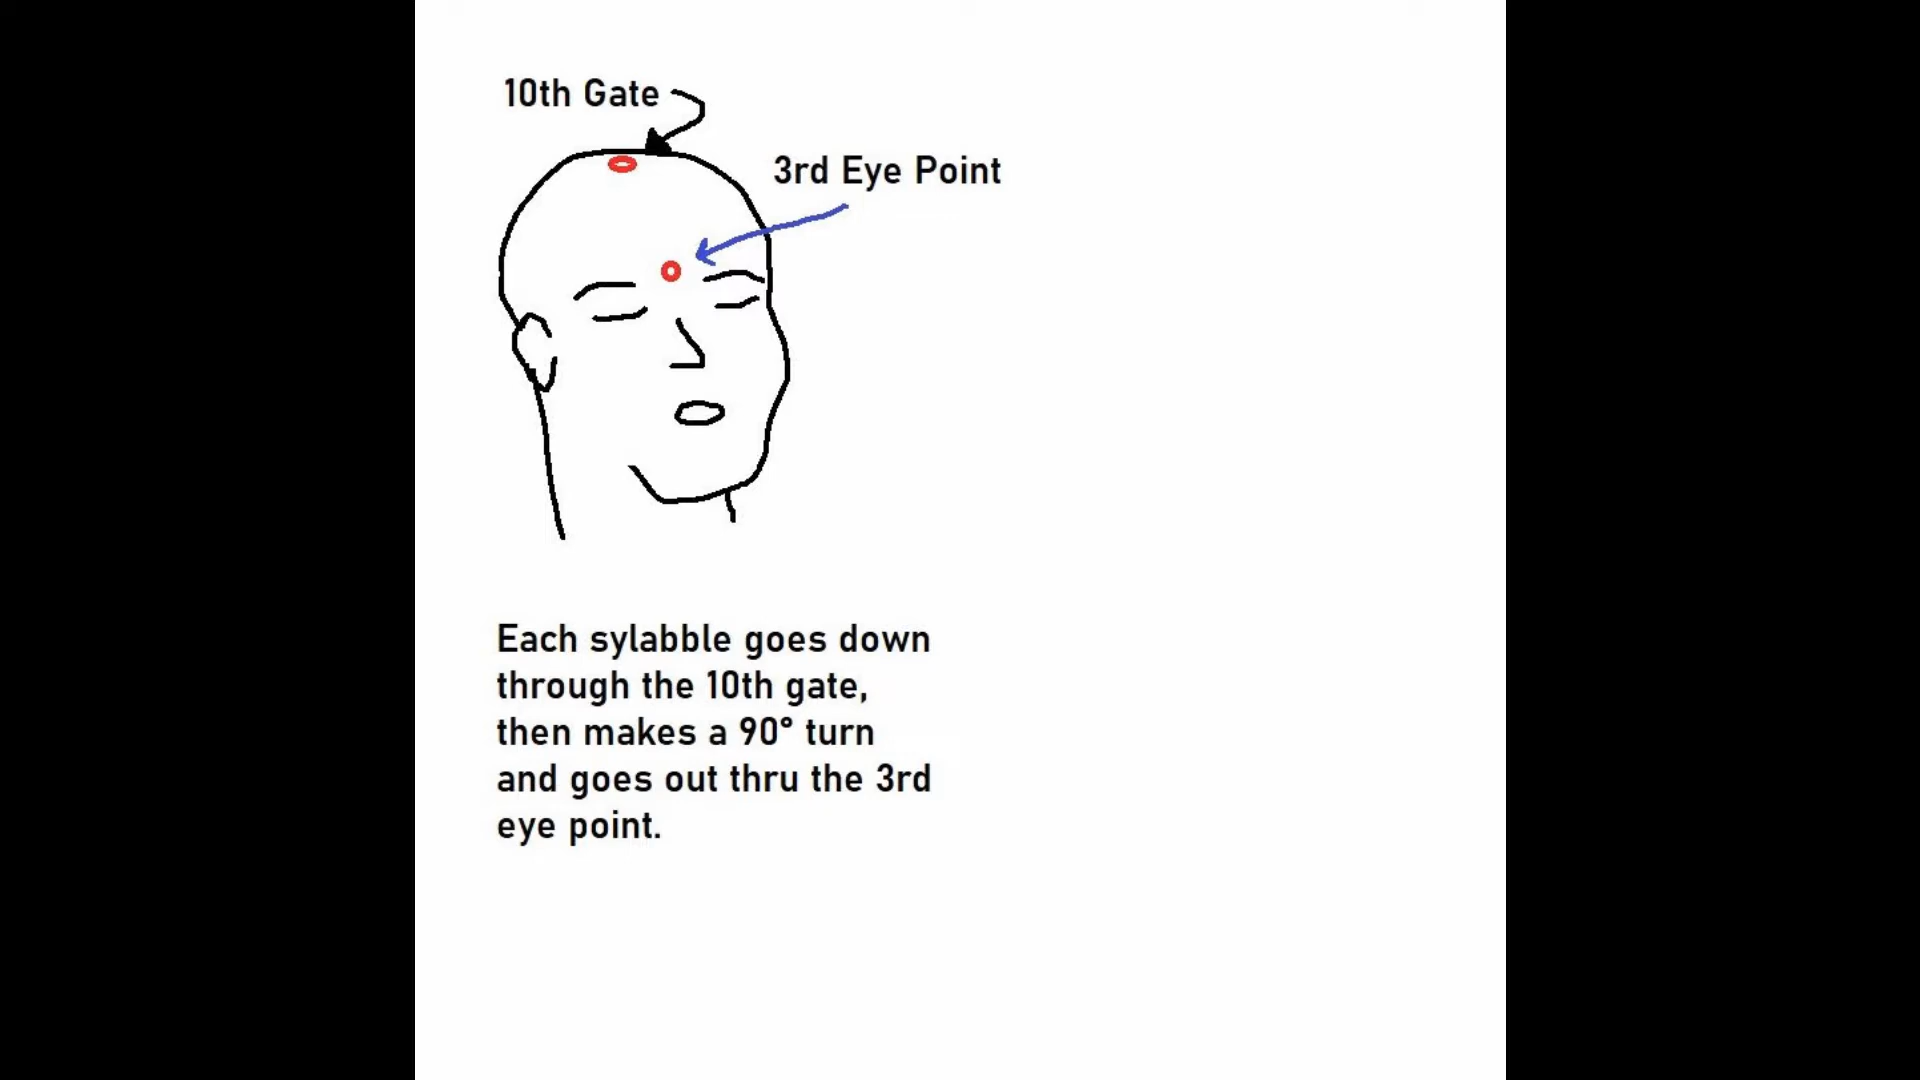 10th Gate
3rd Eye Point
Each sylabble goes down
through the 10th gate,
then makes a 90° turn
and goes out thru the 3rd
eye point.